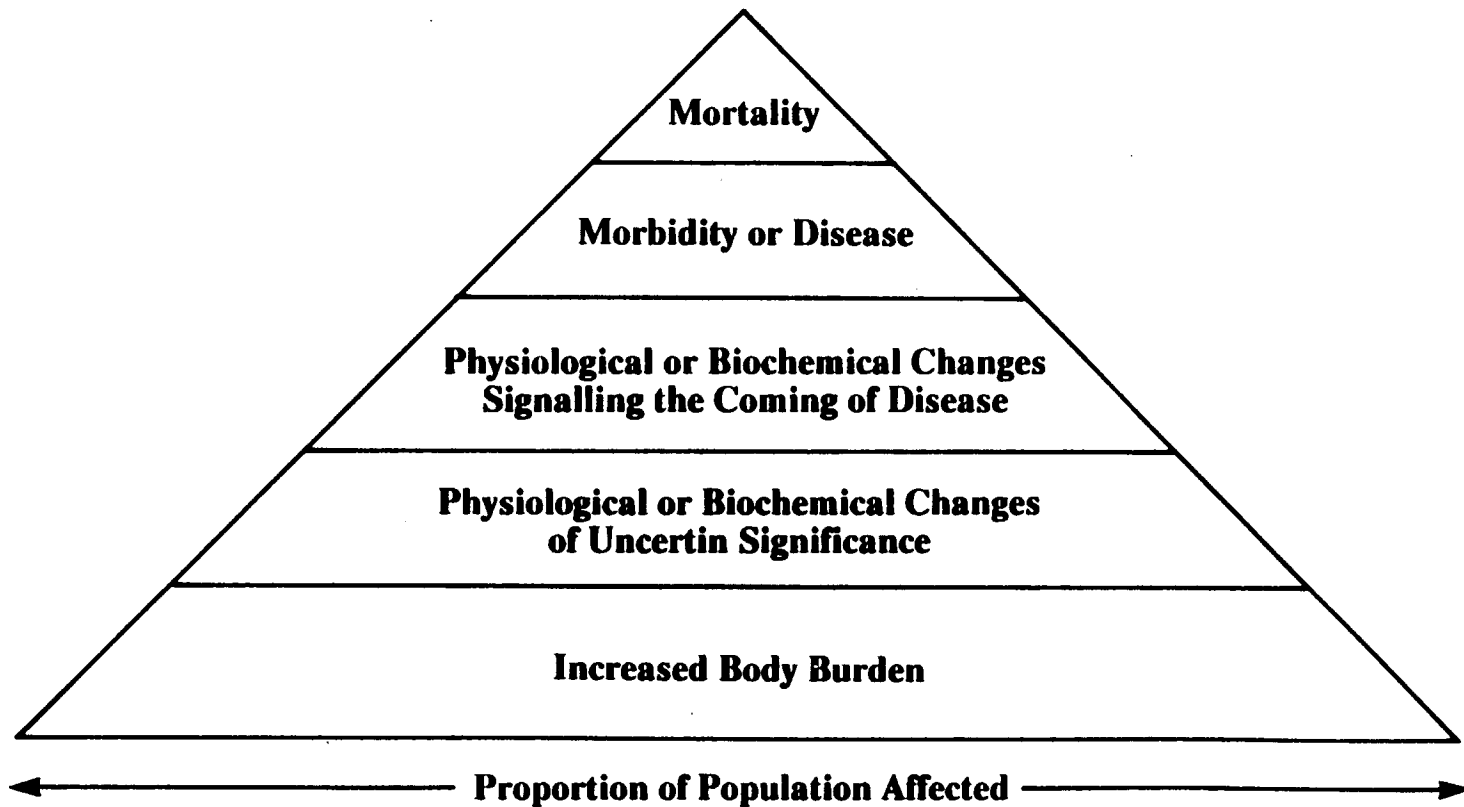 Mortality
Morbidity or Disease
Physiological or Biochemical Changes
Signalling the Coming of Disease
Physiological or Biochemical Changes
of Uncertin Significance
Increased Body Burden
Proportion of Population Affected